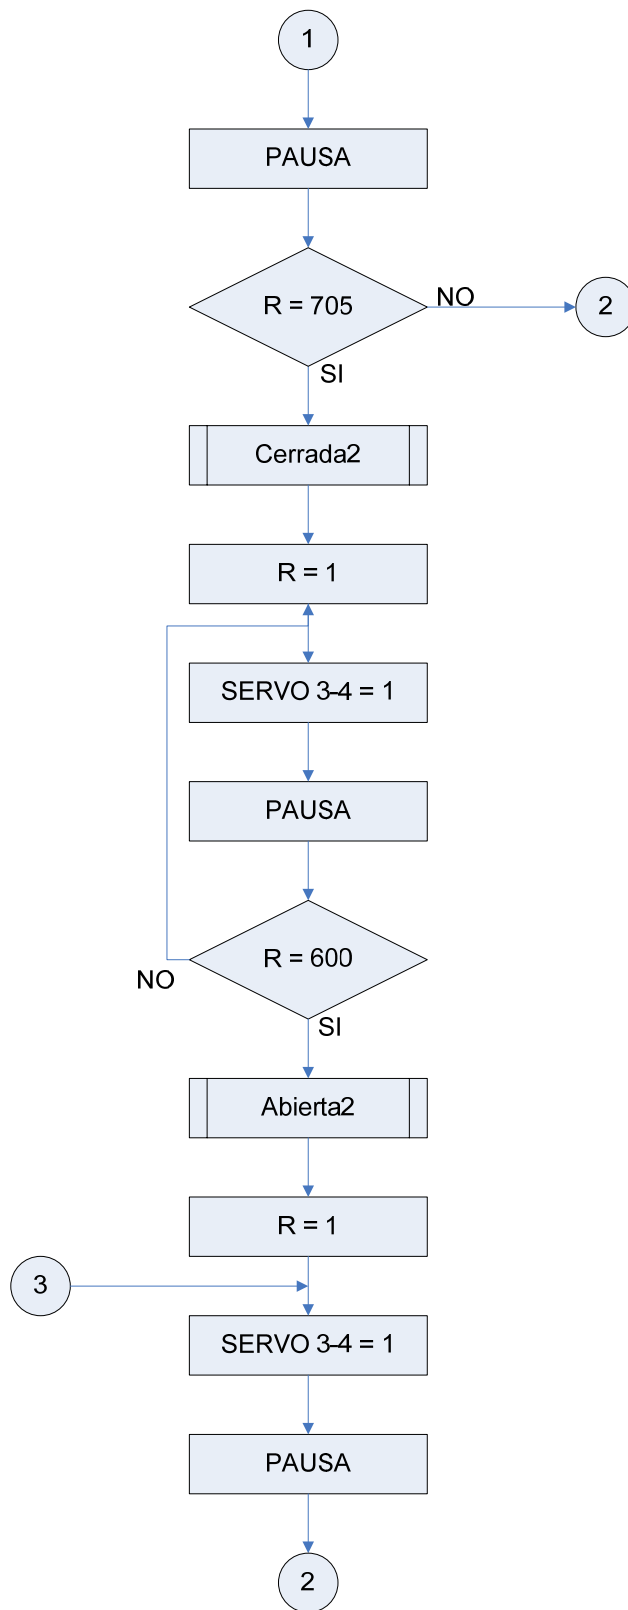 1
PAUSA
R = 705
NO
2
SI
Cerrada2
R = 1
SERVO 3-4 = 1
PAUSA
R = 600
NO
SI
Abierta2
R = 1
3
SERVO 3-4 = 1
PAUSA
2